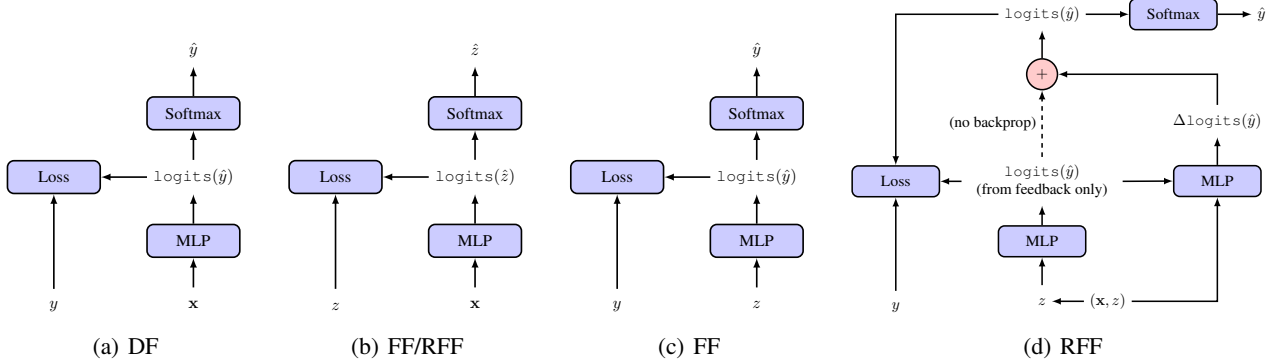 ŷ
Softmax
Loss
logits(ŷ)
MLP
y
x
(a) DF
ẑ
Softmax
Loss
logits(ẑ)
MLP
z
x
(b) FF/RFF
ŷ
Softmax
Loss
logits(ŷ)
MLP
y
z
(c) FF
logits(ŷ)
Softmax
ŷ
+
(no backprop)
Δlogits(ŷ)
Loss
logits(ŷ)
(from feedback only)
MLP
MLP
y
z
(x, z)
(d) RFF